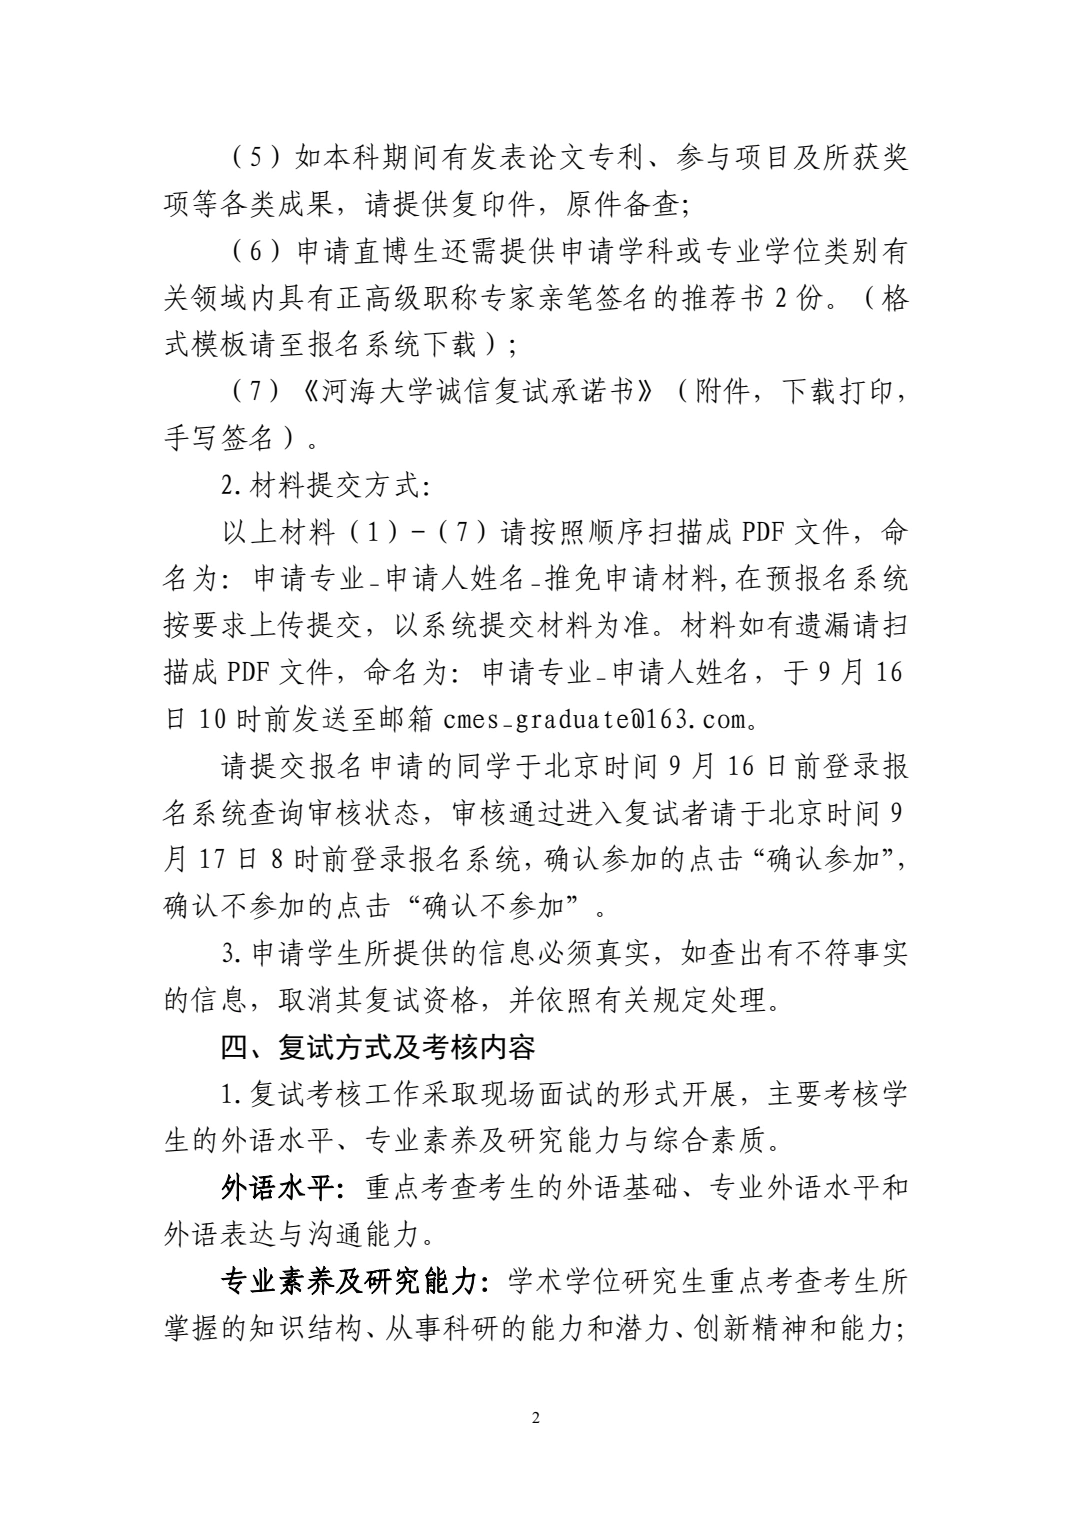 （5）如本科期间有发表论文专利、参与项目及所获奖
项等各类成果，请提供复印件，原件备查；
（6）申请直博生还需提供申请学科或专业学位类别有
关领域内具有正高级职称专家亲笔签名的推荐书 2 份。（格
式模板请至报名系统下载）；
（7）《河海大学诚信复试承诺书》（附件，下载打印，
手写签名）。
2.材料提交方式：
以上材料（1）-（7）请按照顺序扫描成 PDF 文件，命
名为：申请专业_申请人姓名_推免申请材料,在预报名系统
按要求上传提交，以系统提交材料为准。材料如有遗漏请扫
描成 PDF 文件，命名为：申请专业_申请人姓名，于 9 月 16
日 10 时前发送至邮箱 cmes_graduate@163.com。
请提交报名申请的同学于北京时间 9 月 16 日前登录报
名系统查询审核状态，审核通过进入复试者请于北京时间 9
月 17 日 8 时前登录报名系统，确认参加的点击“确认参加”，
确认不参加的点击“确认不参加”。
3.申请学生所提供的信息必须真实，如查出有不符事实
的信息，取消其复试资格，并依照有关规定处理。
四、复试方式及考核内容
1.复试考核工作采取现场面试的形式开展，主要考核学
生的外语水平、专业素养及研究能力与综合素质。
外语水平：重点考查考生的外语基础、专业外语水平和
外语表达与沟通能力。
专业素养及研究能力：学术学位研究生重点考查考生所
掌握的知识结构、从事科研的能力和潜力、创新精神和能力；
2